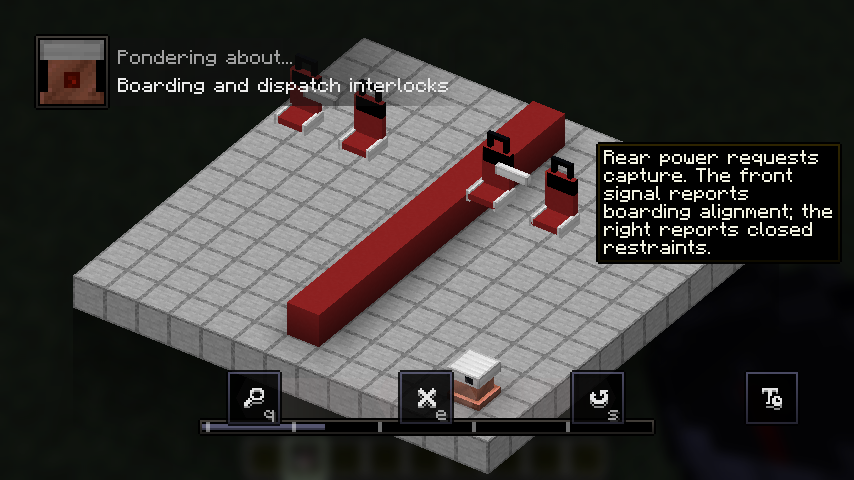 Pondering about...
Boarding and dispatch interlocks
Rear power requests
capture. The front
signal reports
boarding alignment; the
right reports closed
restraints.
q
e
s
T